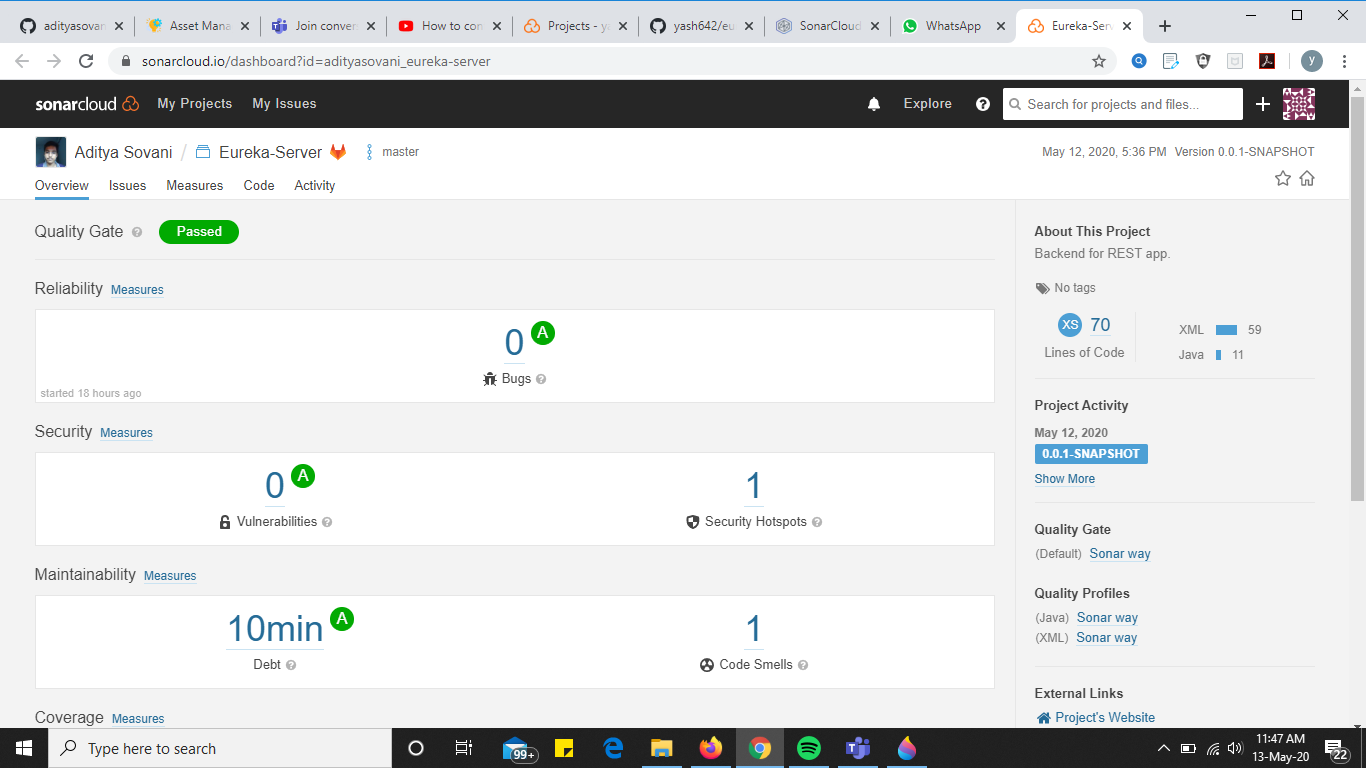 adityasovan
Asset Mana
Join conver
How to con
Projects - ya
yash642/eu
SonarCloud
WhatsApp
Eureka-Serv
sonarcloud.io/dashboard?id=adityasovani_eureka-server
y
sonarcloud My Projects My Issues Explore Search for projects and files...
Aditya Sovani / Eureka-Server master
May 12, 2020, 5:36 PM Version 0.0.1-SNAPSHOT
Overview Issues Measures Code Activity
Quality Gate Passed
Reliability Measures
0 A
Bugs
started 18 hours ago
Security Measures
0 A
Vulnerabilities
1
Security Hotspots
Maintainability Measures
10min A
Debt
1
Code Smells
Coverage Measures
About This Project
Backend for REST app.
No tags
XS 70
Lines of Code
XML 59
Java 11
Project Activity
May 12, 2020
0.0.1-SNAPSHOT
Show More
Quality Gate
(Default) Sonar way
Quality Profiles
(Java) Sonar way
(XML) Sonar way
External Links
Project's Website
Type here to search
99+
11:47 AM
13-May-20
22